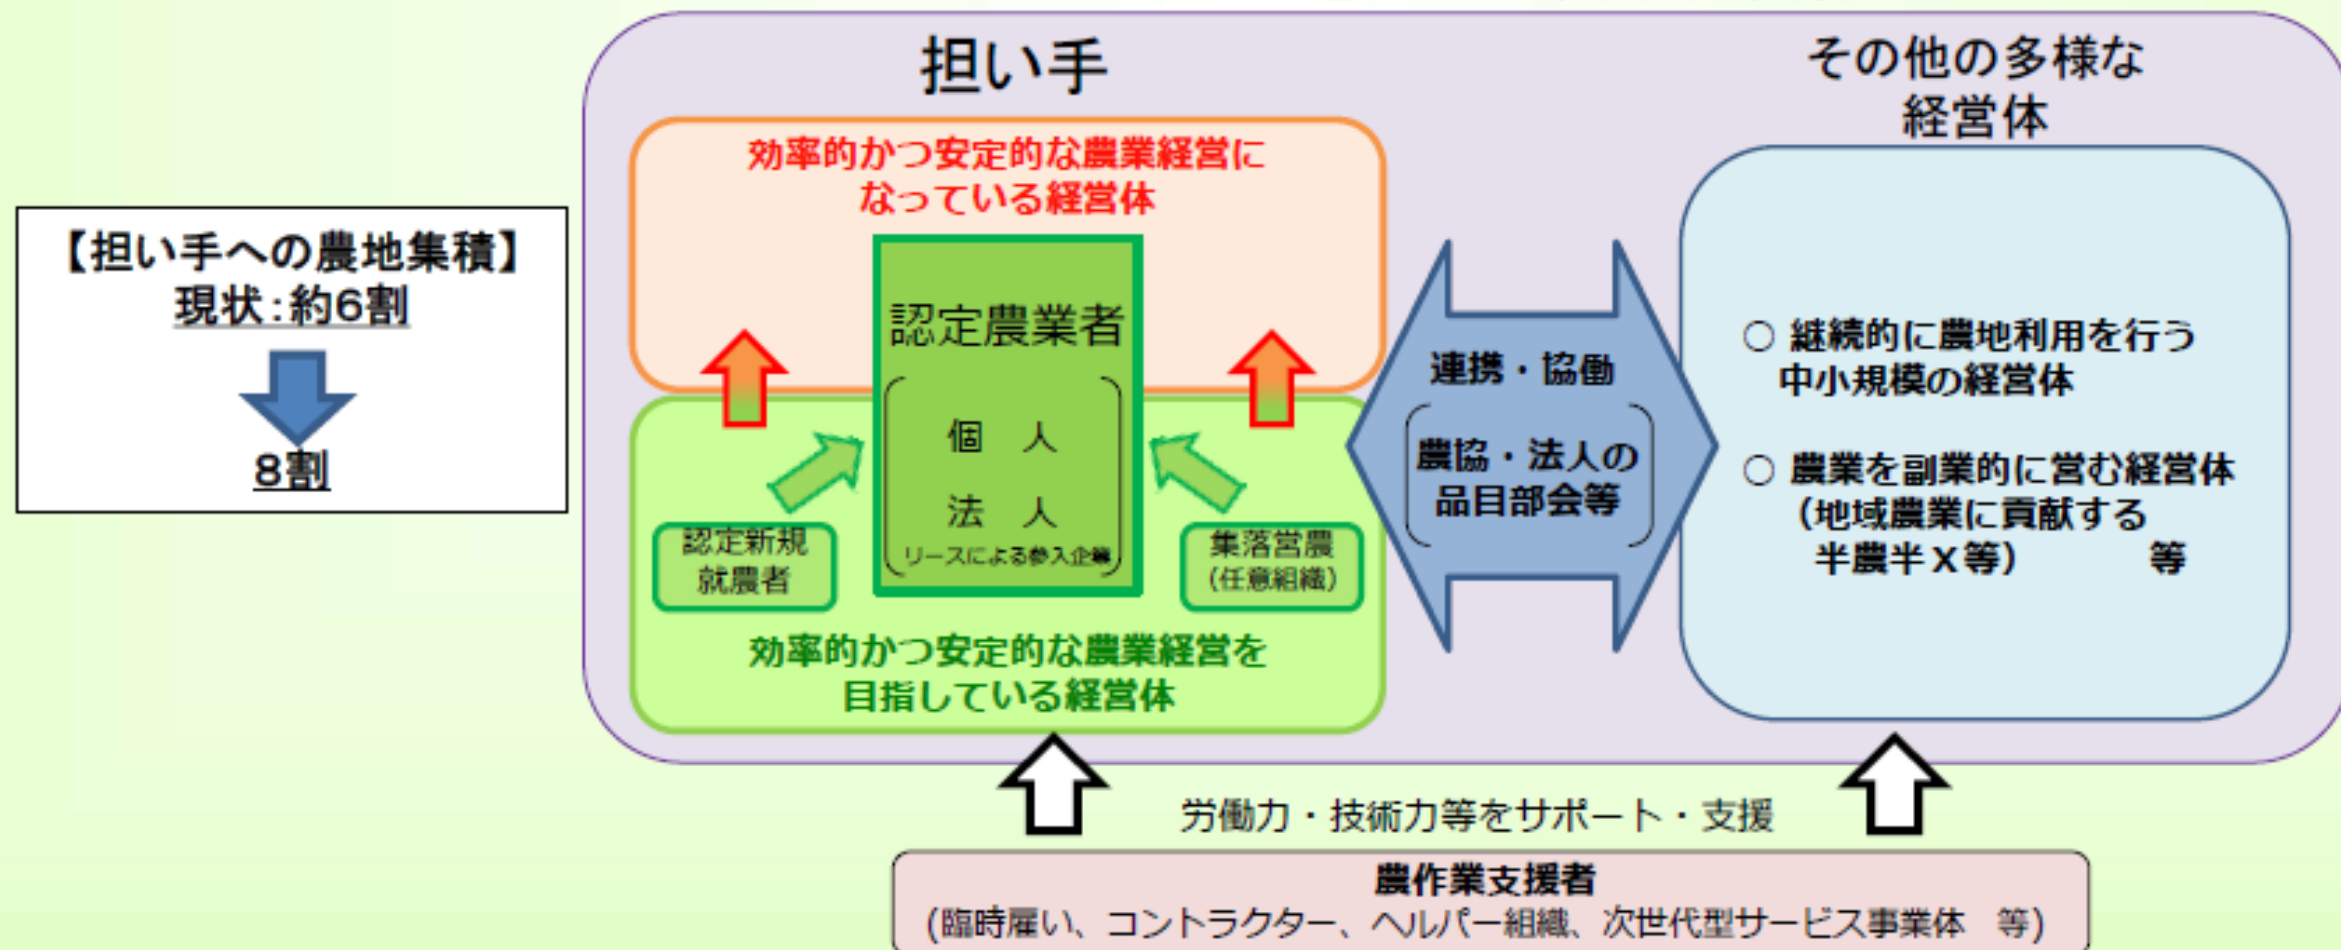 【担い手への農地集積】
現状：約6割
8割
担い手
効率的かつ安定的な農業経営に
なっている経営体
認定農業者
個　人
法　人
リースによる参入企業
認定新規
就農者
集落営農
(任意組織)
効率的かつ安定的な農業経営を
目指している経営体
連携・協働
農協・法人の
品目部会等
その他の多様な
経営体
○ 継続的に農地利用を行う
中小規模の経営体
○ 農業を副業的に営む経営体
（地域農業に貢献する
半農半Ｘ等）　等
労働力・技術力等をサポート・支援
農作業支援者
(臨時雇い、コントラクター、ヘルパー組織、次世代型サービス事業体　等)